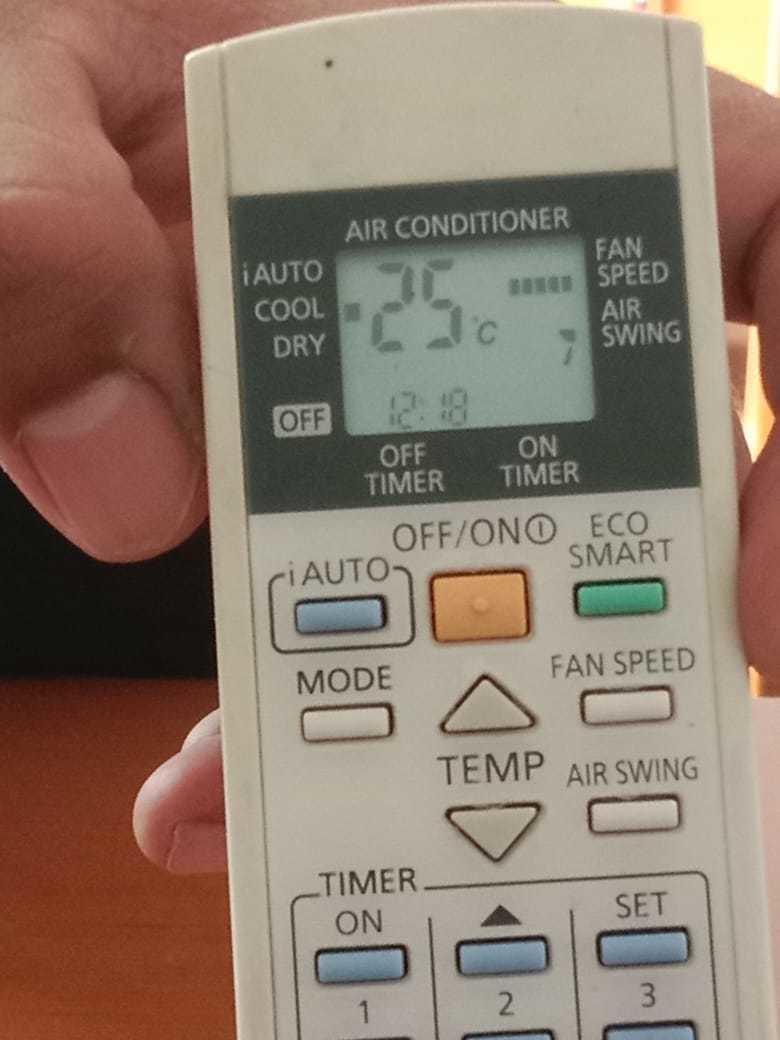 AIR CONDITIONER
iAUTO
COOL
DRY
OFF
25 °C
12:18
FAN
SPEED
AIR
SWING
OFF
TIMER
ON
TIMER
OFF/ON
iAUTO
ECO
SMART
MODE
FAN SPEED
TEMP
AIR SWING
TIMER
ON
SET
1
2
3